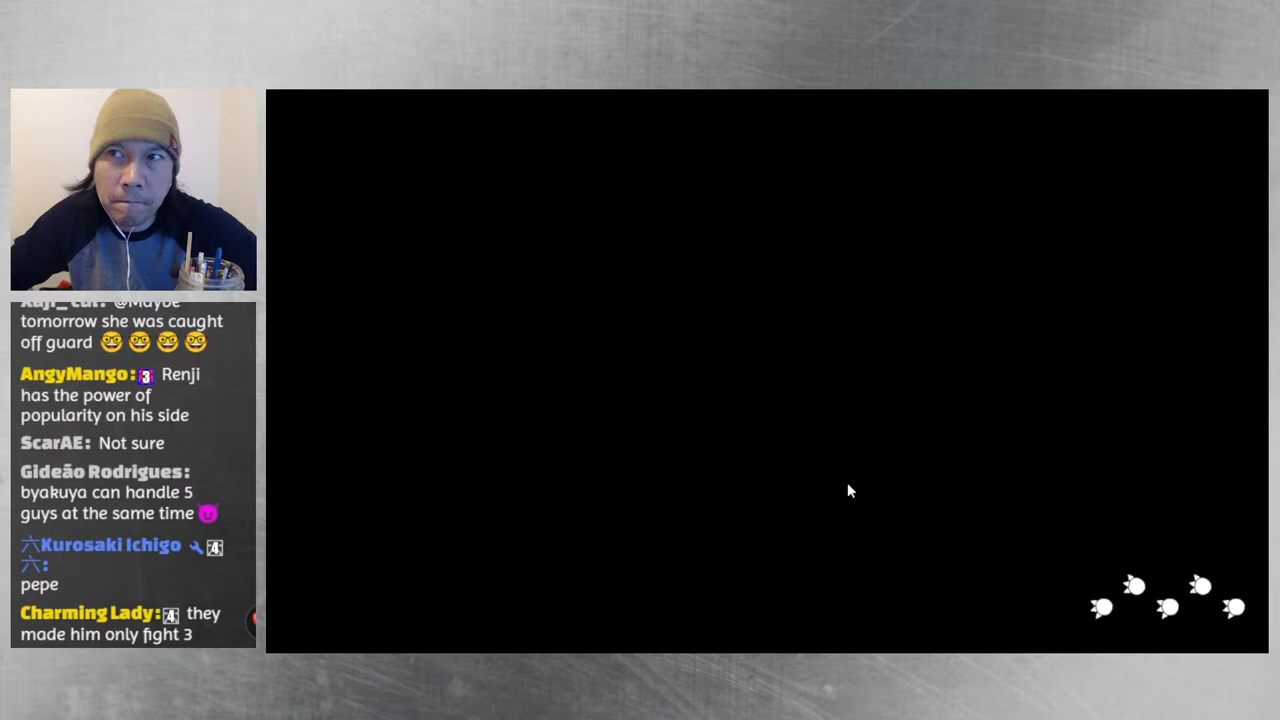 Xaji_cat: @Maybe
tomorrow she was caught
off guard 🤓 🤓 🤓 🤓
AngyMango: 3 Renji
has the power of
popularity on his side
ScarAE: Not sure
Gideão Rodrigues:
byakuya can handle 5
guys at the same time 😈
六Kurosaki Ichigo 🔧 4
六:
pepe
Charming Lady: 4 they
made him only fight 3